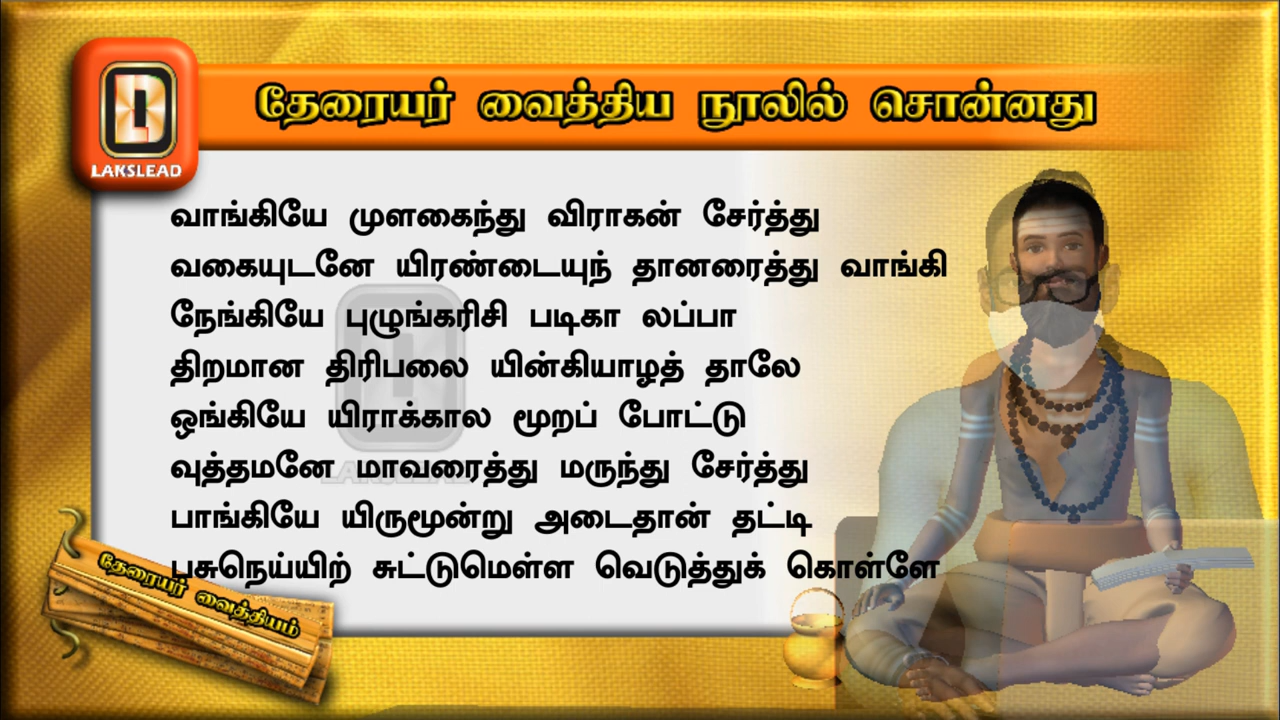 தேரையர் வைத்திய நூலில் சொன்னது
LAKSLEAD
வாங்கியே முளகைந்து விராகன் சேர்த்து
வகையுடனே யிரண்டையுந் தானரைத்து வாங்கி
நேங்கியே புழுங்கரிசி படிகா லப்பா
திறமான திரிபலை யின்கியாழத் தாலே
ஒங்கியே யிராக்கால மூறப் போட்டு
வுத்தமனே மாவரைத்து மருந்து சேர்த்து
LAKSLEAD
பாங்கியே யிருமூன்று அடைதான் தட்டி
பசுநெய்யிற் சுட்டுமெள்ள வெடுத்துக் கொள்ளே
தேரையர் வைத்தியம்